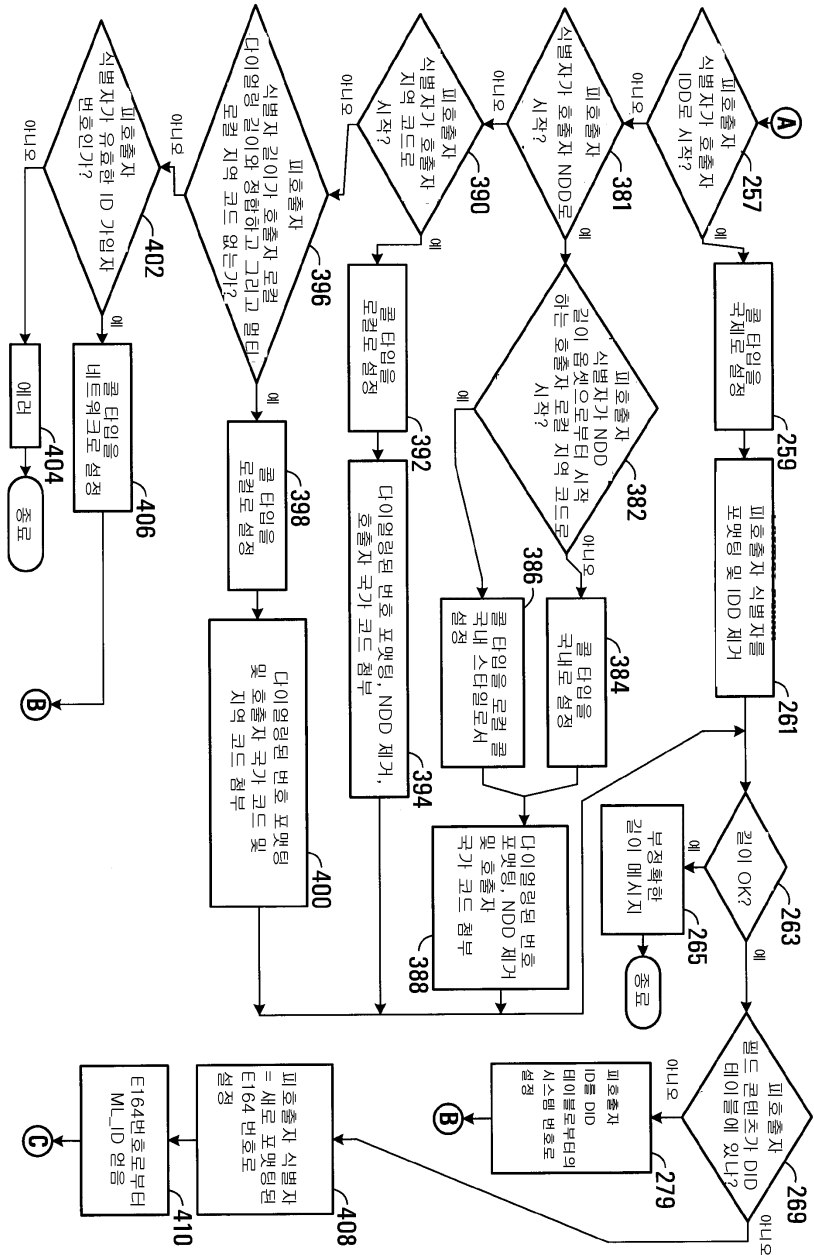 A
피호출자
식별자가 호출자
IDD로 시작?
257
예
콜 타입을
국제로 설정
259
피호출자 식별자를
포맷팅 및 IDD 제거
261
길이 OK?
263
예
부정확한
길이 메시지
265
종료
예
피호출자
필드 콘텐츠가 DID
테이블에 있나?
269
아니오
피호출자
ID를 DID
테이블로부터의
시스템 번호로
설정
279
B
아니오
피호출자 식별자
= 새로 포맷팅된
E164 번호로
설정
408
E164번호로부터
ML_ID 얻음
410
C
아니오
피호출자
식별자가 호출자 NDD로
시작?
381
예
피호출자
식별자가 NDD
길이 옵셋으로부터 시작
하는 호출자 로컬 지역 코드로
시작?
382
아니오
콜 타입을
국내로 설정
384
예
콜 타입을 로컬 콜
국내 스타일로서
설정
386
다이얼링된 번호
포맷팅, NDD 제거
및 호출자
국가 코드 첨부
388
아니오
피호출자
식별자가 호출자
지역 코드로
시작?
390
예
콜 타입을
로컬로 설정
392
다이얼링된 번호 포맷팅, NDD 제거,
호출자 국가 코드 첨부
394
아니오
피호출자
식별자 길이가 호출자 로컬
다이얼링 길이와 정합하고 그리고 멀티
로컬 지역 코드 없는가?
396
예
콜 타입을
로컬로 설정
398
다이얼링된 번호 포맷팅
및 호출자 국가 코드 및
지역 코드 첨부
400
아니오
피호출자
식별자가 유효한 ID 가입자
번호인가?
402
예
콜 타입을
네트워크로 설정
406
B
아니오
에러
404
종료